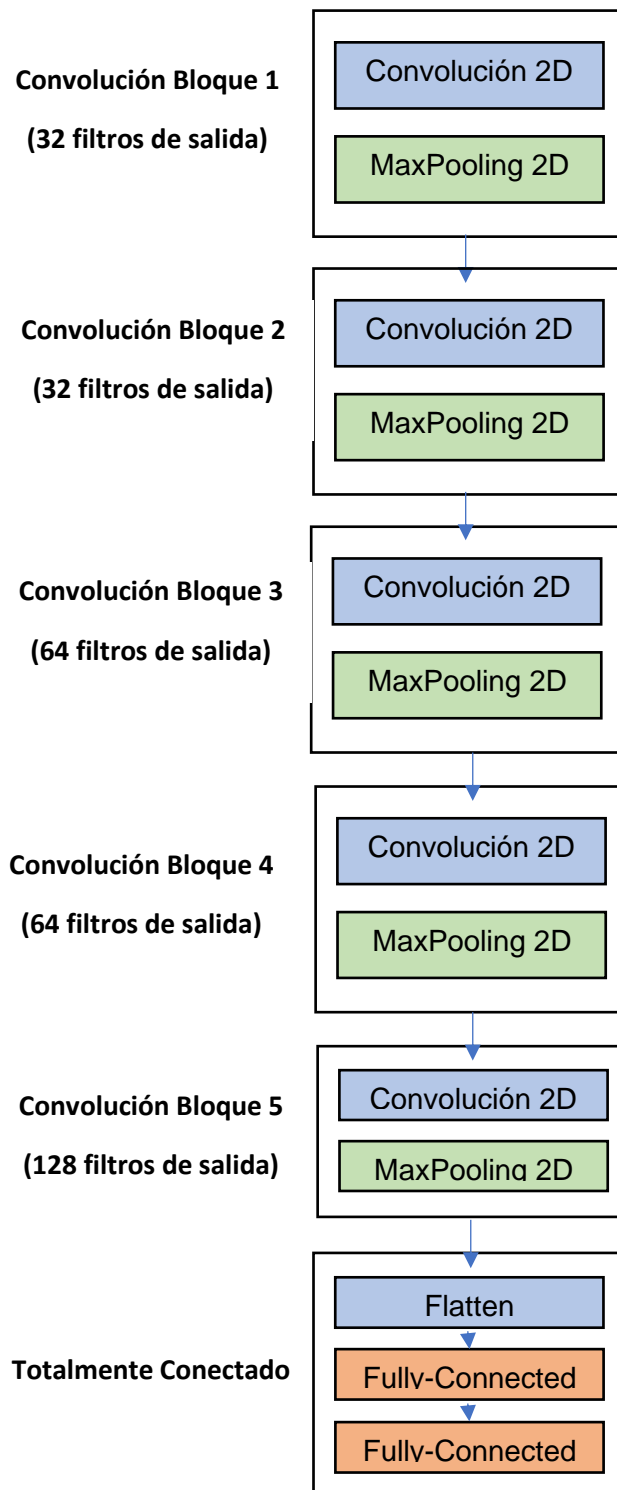 Convolución Bloque 1
(32 filtros de salida)
Convolución 2D
MaxPooling 2D
Convolución Bloque 2
(32 filtros de salida)
Convolución 2D
MaxPooling 2D
Convolución Bloque 3
(64 filtros de salida)
Convolución 2D
MaxPooling 2D
Convolución Bloque 4
(64 filtros de salida)
Convolución 2D
MaxPooling 2D
Convolución Bloque 5
(128 filtros de salida)
Convolución 2D
MaxPooling 2D
Totalmente Conectado
Flatten
Fully-Connected
Fully-Connected